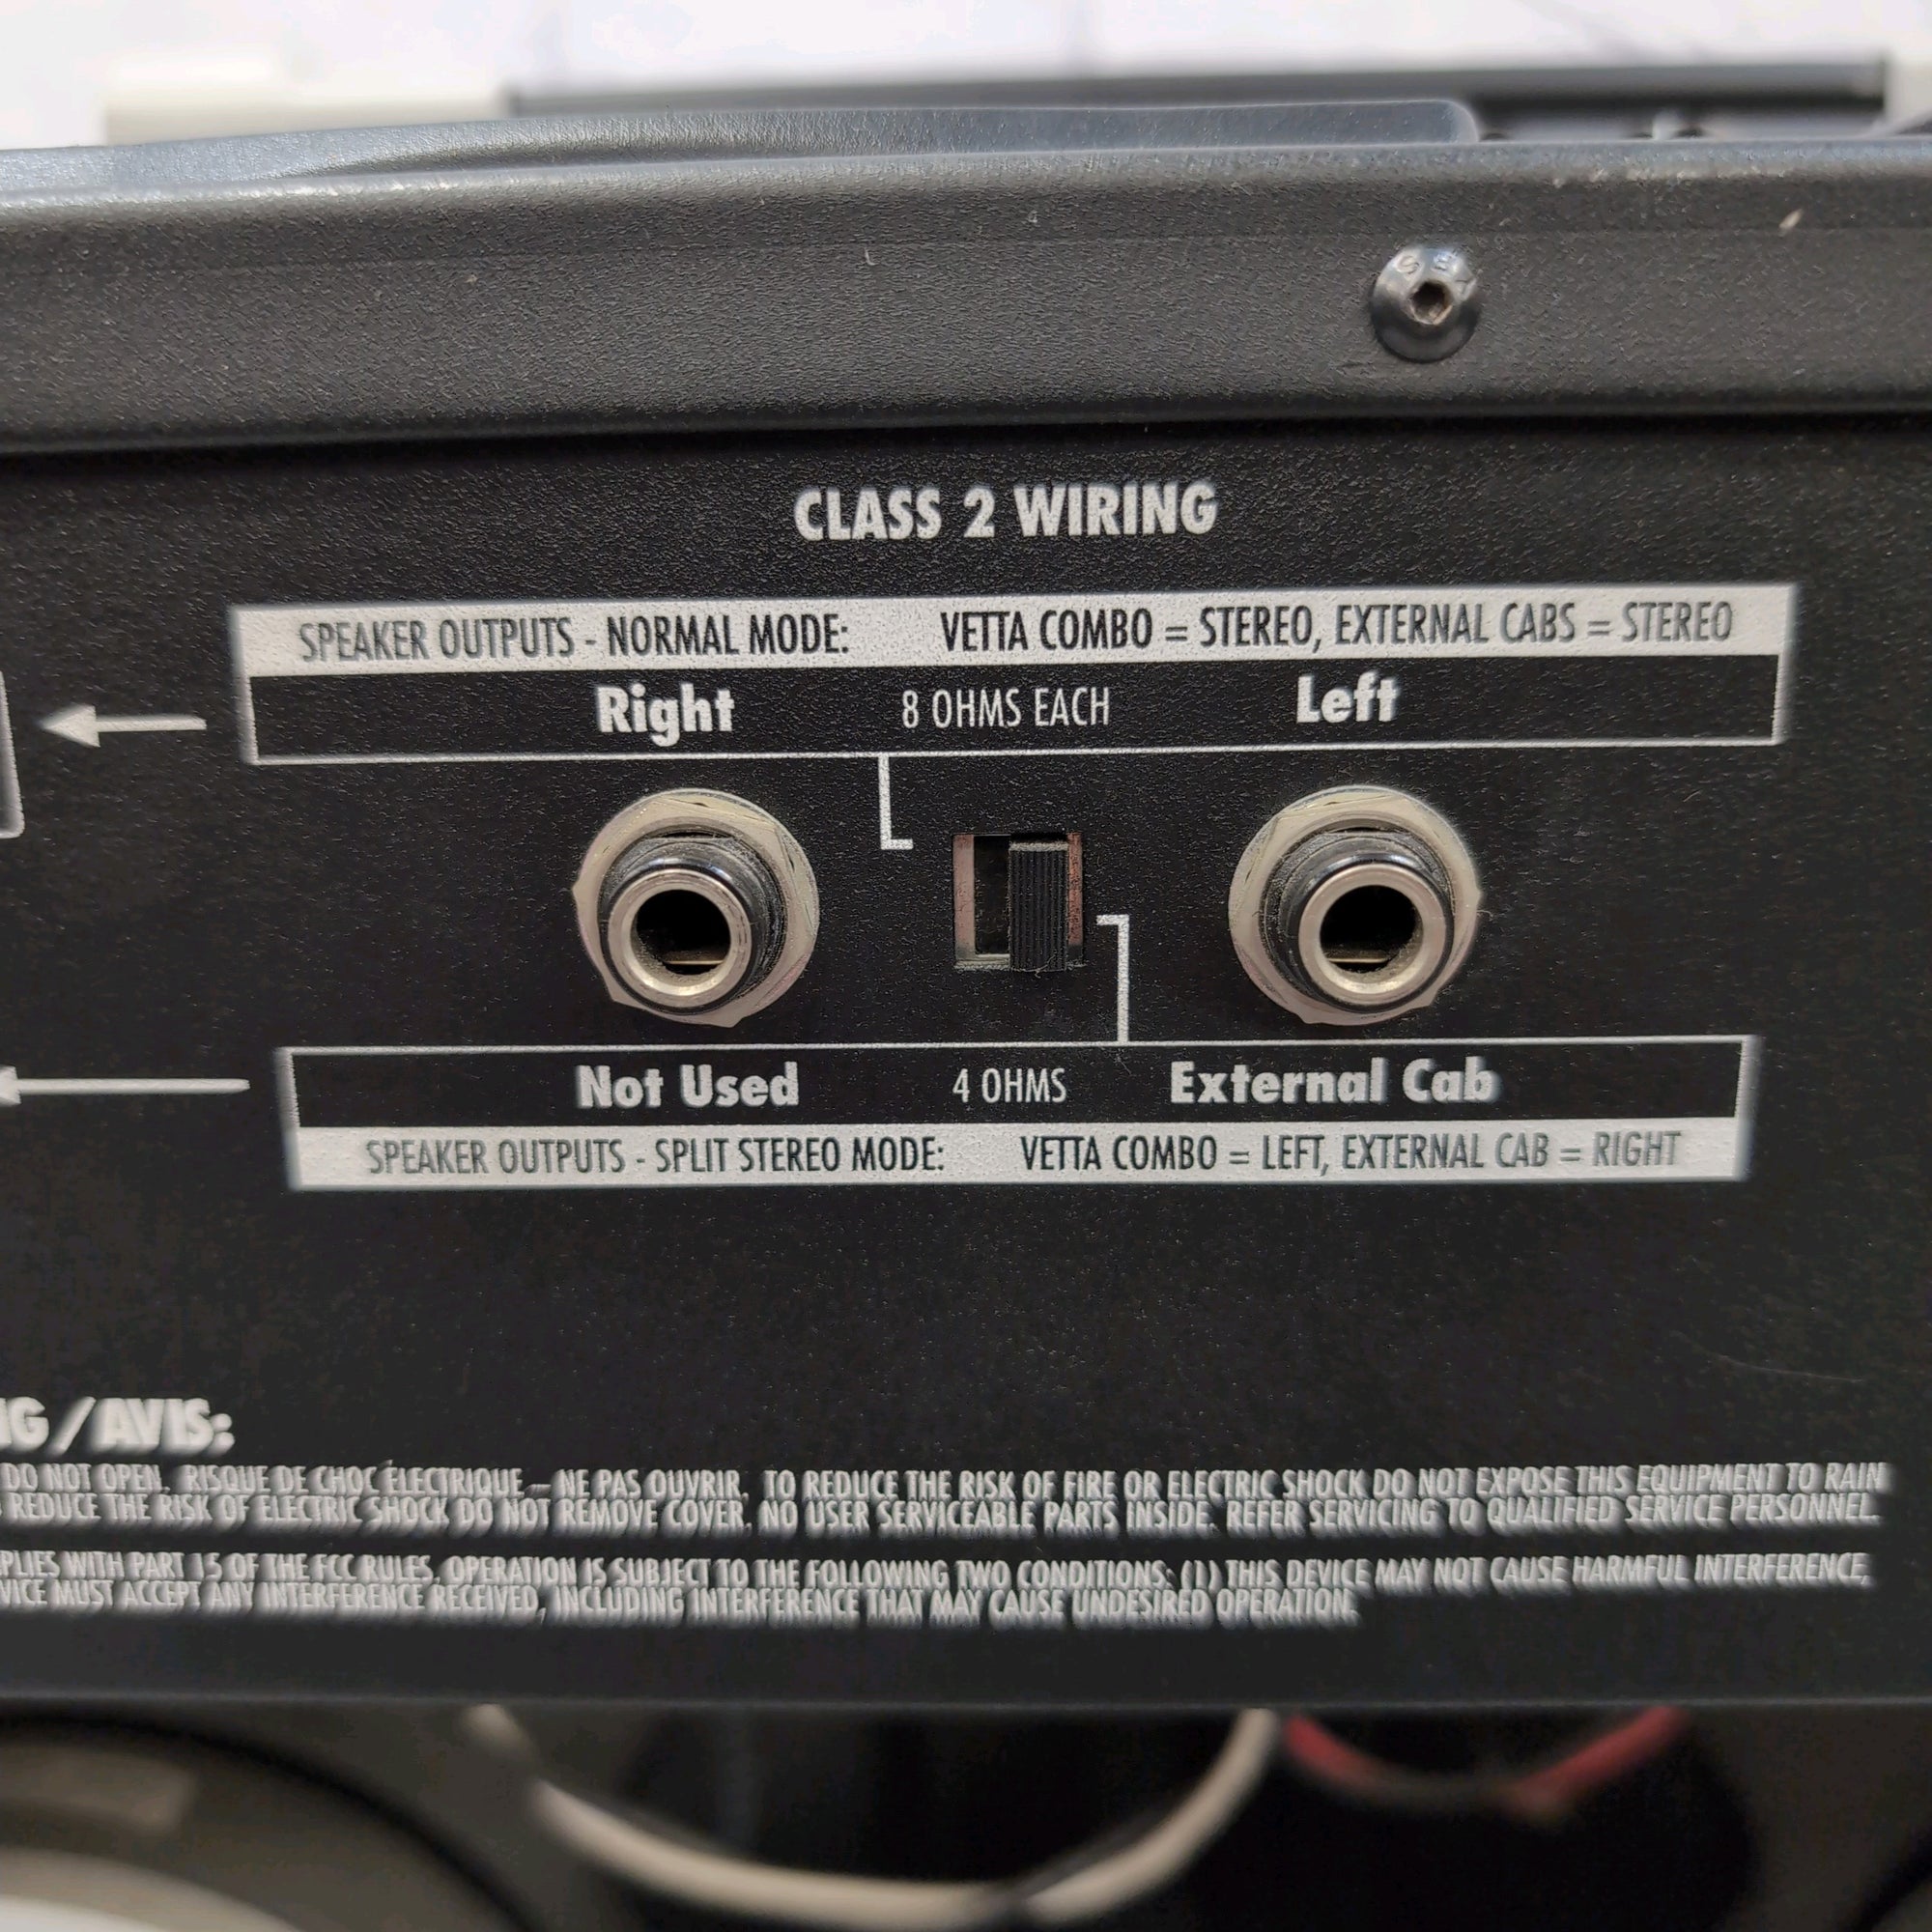 CLASS 2 WIRING
SPEAKER OUTPUTS - NORMAL MODE: VETTA COMBO = STEREO, EXTERNAL CABS = STEREO
Right 8 OHMS EACH Left
Not Used 4 OHMS External Cab
SPEAKER OUTPUTS - SPLIT STEREO MODE: VETTA COMBO = LEFT, EXTERNAL CAB = RIGHT
/AVIS:
DO NOT OPEN. RISQUE DE CHOC ÉLECTRIQUE – NE PAS OUVRIR. TO REDUCE THE RISK OF FIRE OR ELECTRIC SHOCK DO NOT EXPOSE THIS EQUIPMENT TO RAIN
REDUCE THE RISK OF ELECTRIC SHOCK DO NOT REMOVE COVER. NO USER SERVICEABLE PARTS INSIDE. REFER SERVICING TO QUALIFIED SERVICE PERSONNEL.
WITH PART 15 OF THE FCC RULES. OPERATION IS SUBJECT TO THE FOLLOWING TWO CONDITIONS: (1) THIS DEVICE MAY NOT CAUSE HARMFUL INTERFERENCE,
MUST ACCEPT ANY INTERFERENCE RECEIVED, INCLUDING INTERFERENCE THAT MAY CAUSE UNDESIRED OPERATION.